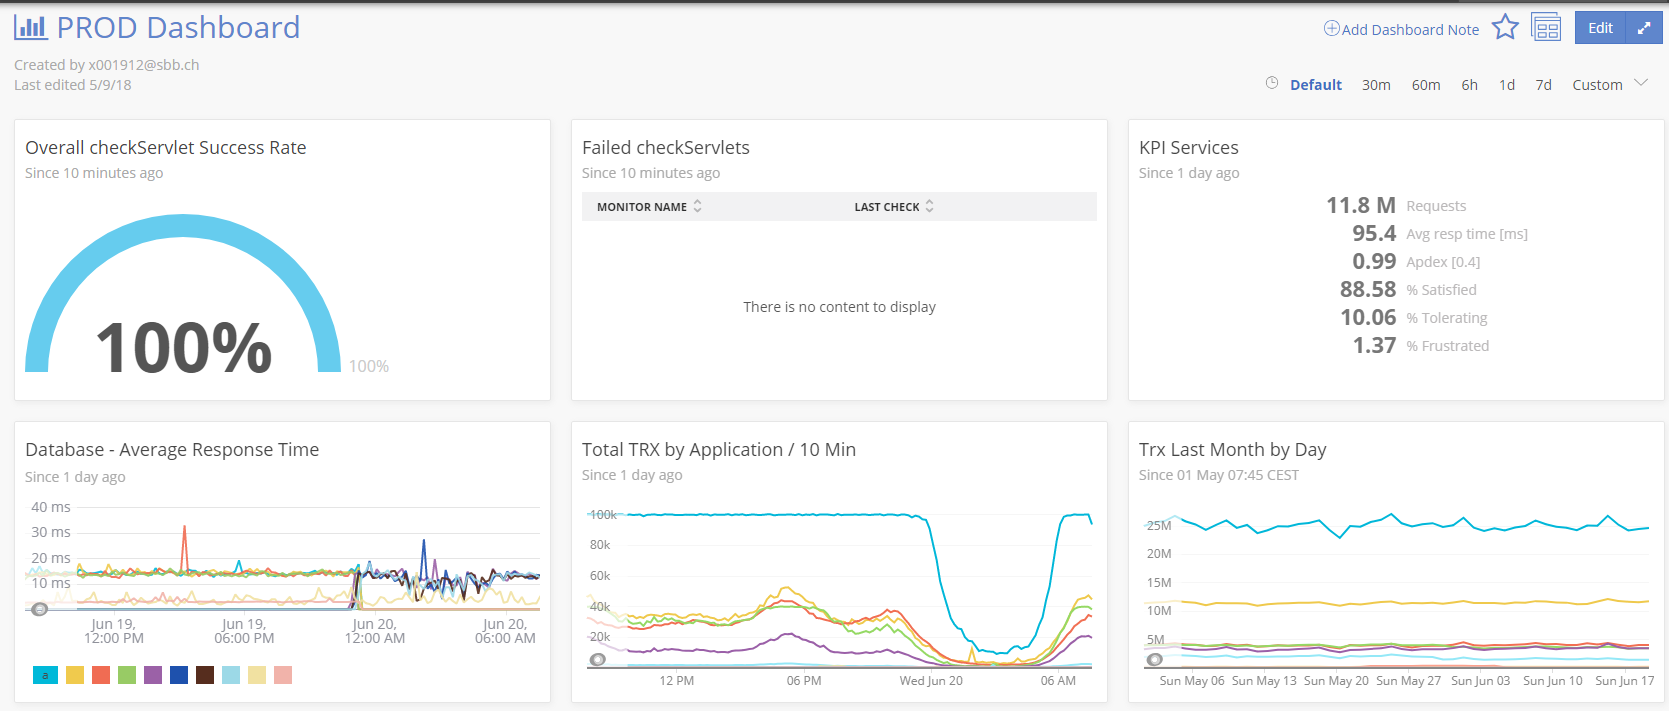 PROD Dashboard
Add Dashboard Note
Edit
Created by x001912@sbb.ch
Last edited 5/9/18
Default 30m 60m 6h 1d 7d Custom
Overall checkServlet Success Rate
Since 10 minutes ago
100%
100%
Failed checkServlets
Since 10 minutes ago
MONITOR NAME LAST CHECK
There is no content to display
KPI Services
Since 1 day ago
11.8 M Requests
95.4 Avg resp time [ms]
0.99 Apdex [0.4]
88.58 % Satisfied
10.06 % Tolerating
1.37 % Frustrated
Database - Average Response Time
Since 1 day ago
40 ms
30 ms
20 ms
10 ms
Jun 19, 12:00 PM
Jun 19, 06:00 PM
Jun 20, 12:00 AM
Jun 20, 06:00 AM
a
Total TRX by Application / 10 Min
Since 1 day ago
100k
80k
60k
40k
20k
12 PM 06 PM Wed Jun 20 06 AM
Trx Last Month by Day
Since 01 May 07:45 CEST
25M
20M
15M
10M
5M
Sun May 06 Sun May 13 Sun May 20 Sun May 27 Sun Jun 03 Sun Jun 10 Sun Jun 17